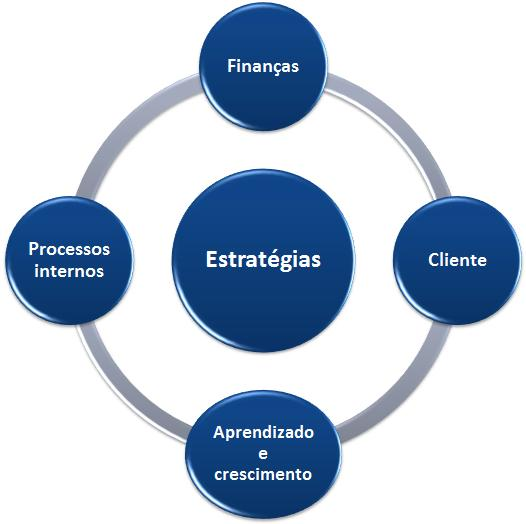 Finanças
Processos
internos
Estratégias
Cliente
Aprendizado
e
crescimento